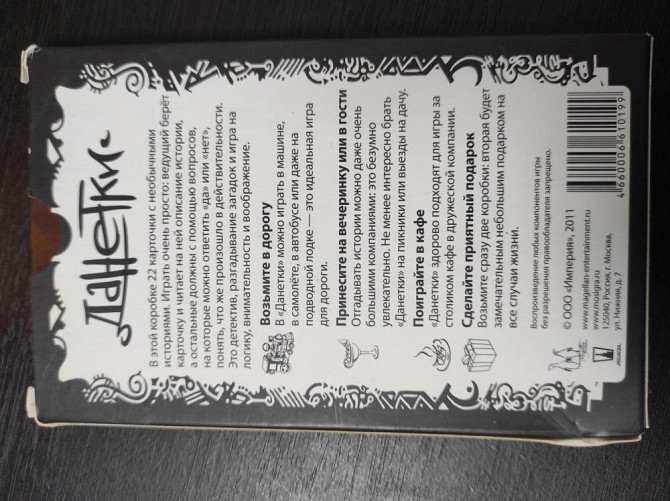 Данетки
В этой коробке 22 карточки с необычными
историями. Играть очень просто: ведущий берёт
карточку и читает на ней описание истории,
а остальные должны с помощью вопросов,
на которые можно ответить «да» или «нет»,
понять, что же произошло в действительности.
Это детектив, разгадывание загадок и игра на
логику, внимательность и воображение.
Возьмите в дорогу
В «Данетки» можно играть в машине,
в самолёте, в автобусе или даже на
подводной лодке — это идеальная игра
для дороги.
Принесите на вечеринку или в гости
Отгадывать истории можно даже очень
большими компаниями: это безумно
увлекательно. Не менее интересно брать
«Данетки» на пикники или выезды на дачу.
Поиграйте в кафе
«Данетки» здорово подходят для игры за
столиком кафе в дружеской компании.
Сделайте приятный подарок
Возьмите сразу две коробки: вторая будет
замечательным небольшим подарком на
все случаи жизни.
Воспроизведение любых компонентов игры
без разрешения правообладателя запрещено.
© ООО «Империя», 2011
www.magellan-entertainment.ru
www.mosigra.ru
125040, Россия, г. Москва,
ул. Нижняя, д. 7
4 660006 610199